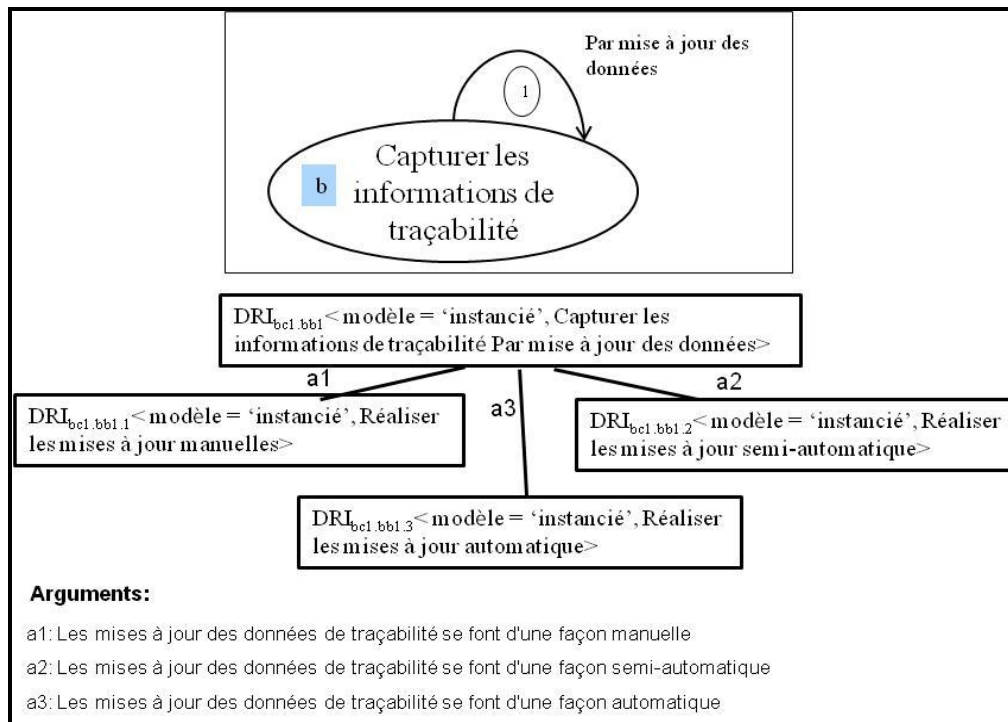 Par mise à jour des
données
1
Capturer les
b
informations de
traçabilité
DRIbc1.bb1< modèle = ‘instancié’, Capturer les
informations de traçabilité Par mise à jour des données>
a1
a3
a2
DRIbc1.bb1.1< modèle = ‘instancié’, Réaliser
les mises à jour manuelles>
DRIbc1.bb1.2< modèle = ‘instancié’, Réaliser
les mises à jour semi-automatique>
DRIbc1.bb1.3< modèle = ‘instancié’, Réaliser
les mises à jour automatique>
Arguments:
a1: Les mises à jour des données de traçabilité se font d'une façon manuelle
a2: Les mises à jour des données de traçabilité se font d'une façon semi-automatique
a3: Les mises à jour des données de traçabilité se font d'une façon automatique